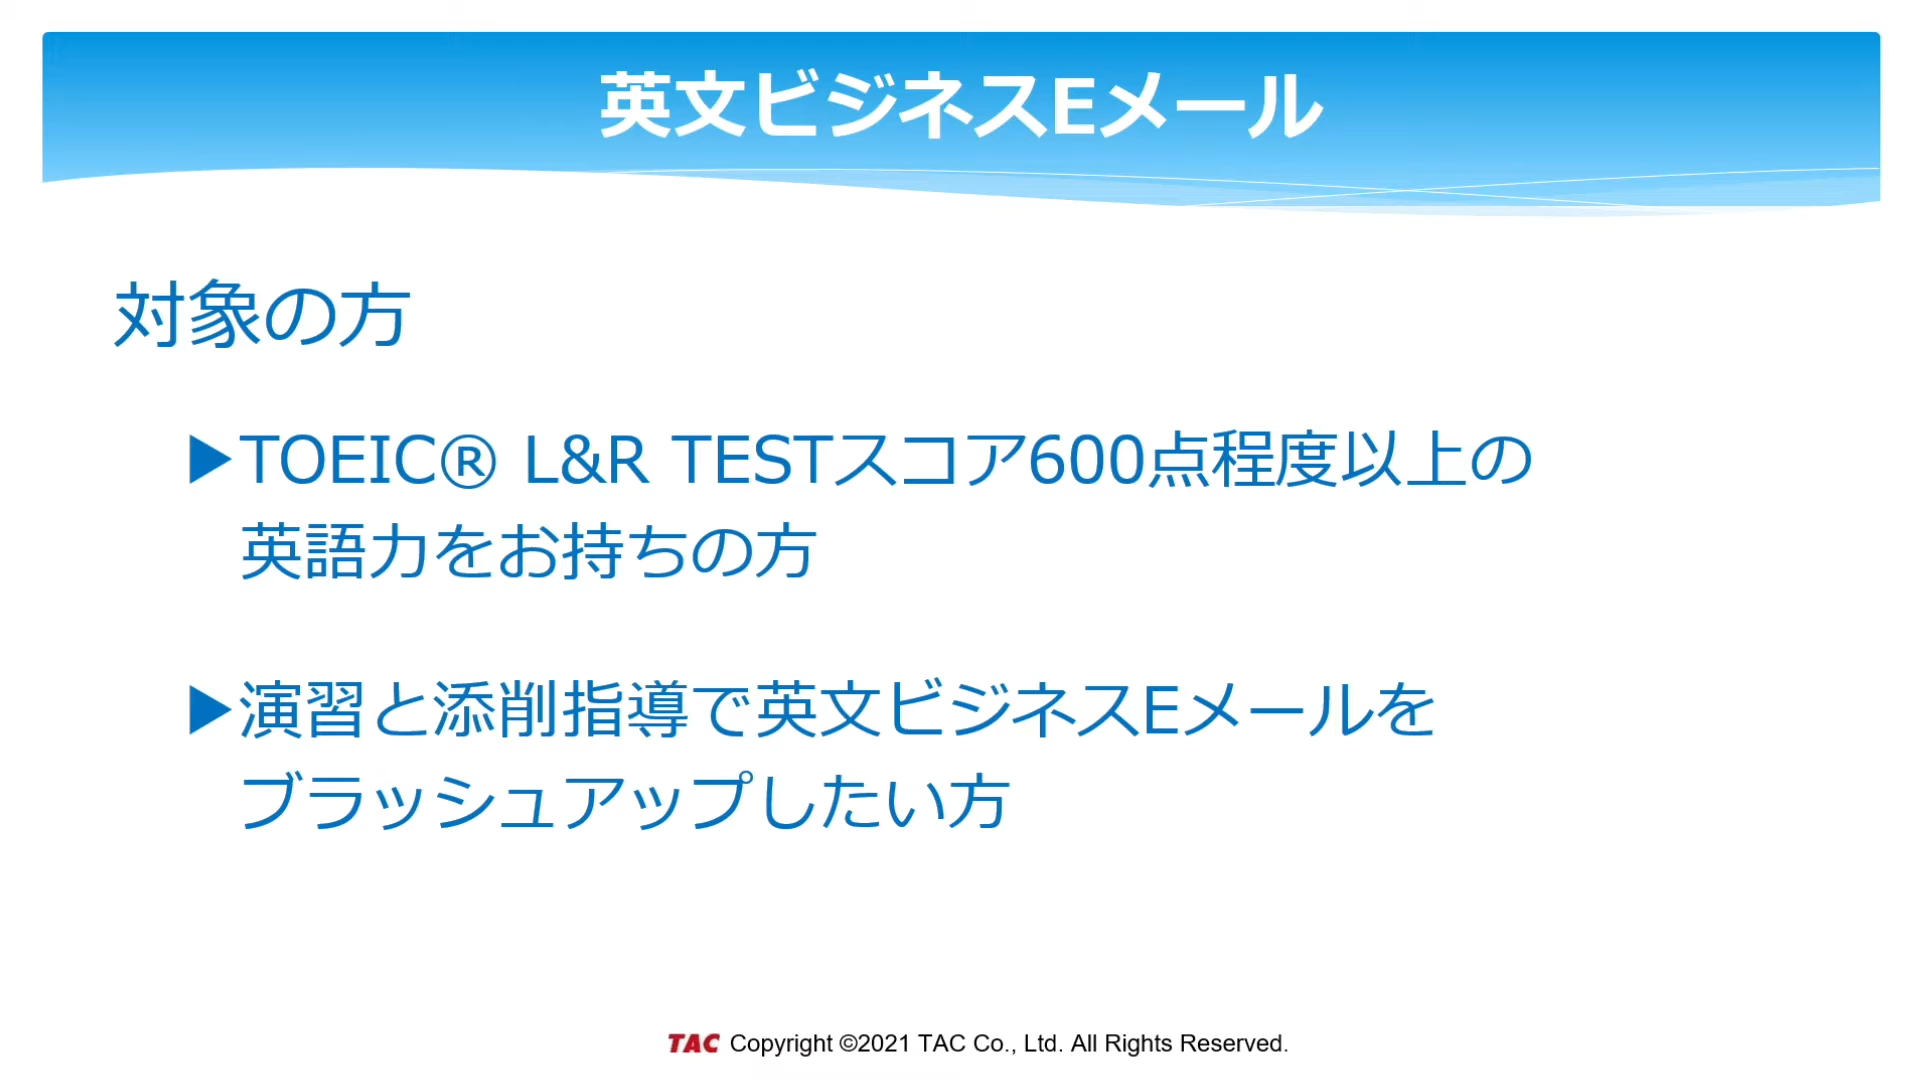 英文ビジネスEメール
対象の方
▶TOEIC® L&R TESTスコア600点程度以上の
英語力をお持ちの方
▶演習と添削指導で英文ビジネスEメールを
ブラッシュアップしたい方
TAC Copyright ©2021 TAC Co., Ltd. All Rights Reserved.